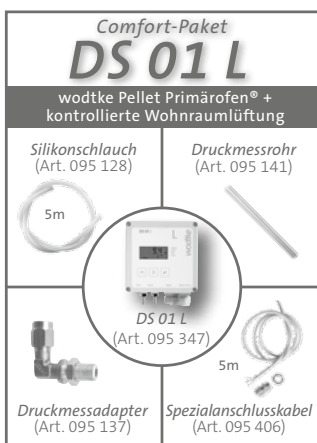 Comfort-Paket
DS 01 L
wodtke Pellet Primärofen® +
kontrollierte Wohnraumlüftung
Silikonschlauch
(Art. 095 128)
5m
Druckmessrohr
(Art. 095 141)
wodtke
DS 01 L
(Art. 095 347)
5m
Druckmessadapter
(Art. 095 137)
Spezialanschlusskabel
(Art. 095 406)